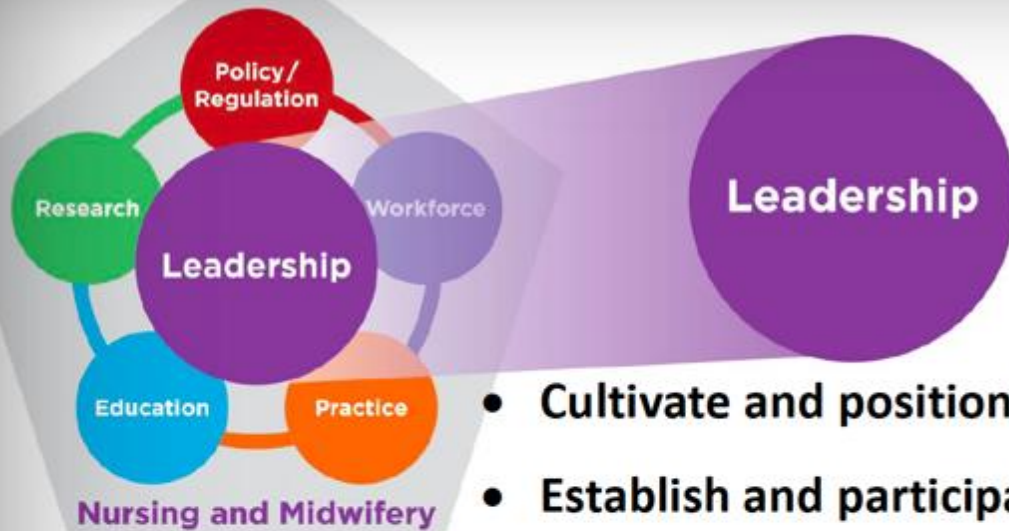 Policy/
Regulation
Research
Workforce
Leadership
Education
Practice
Nursing and Midwifery
Leadership
• Cultivate and position
• Establish and participa